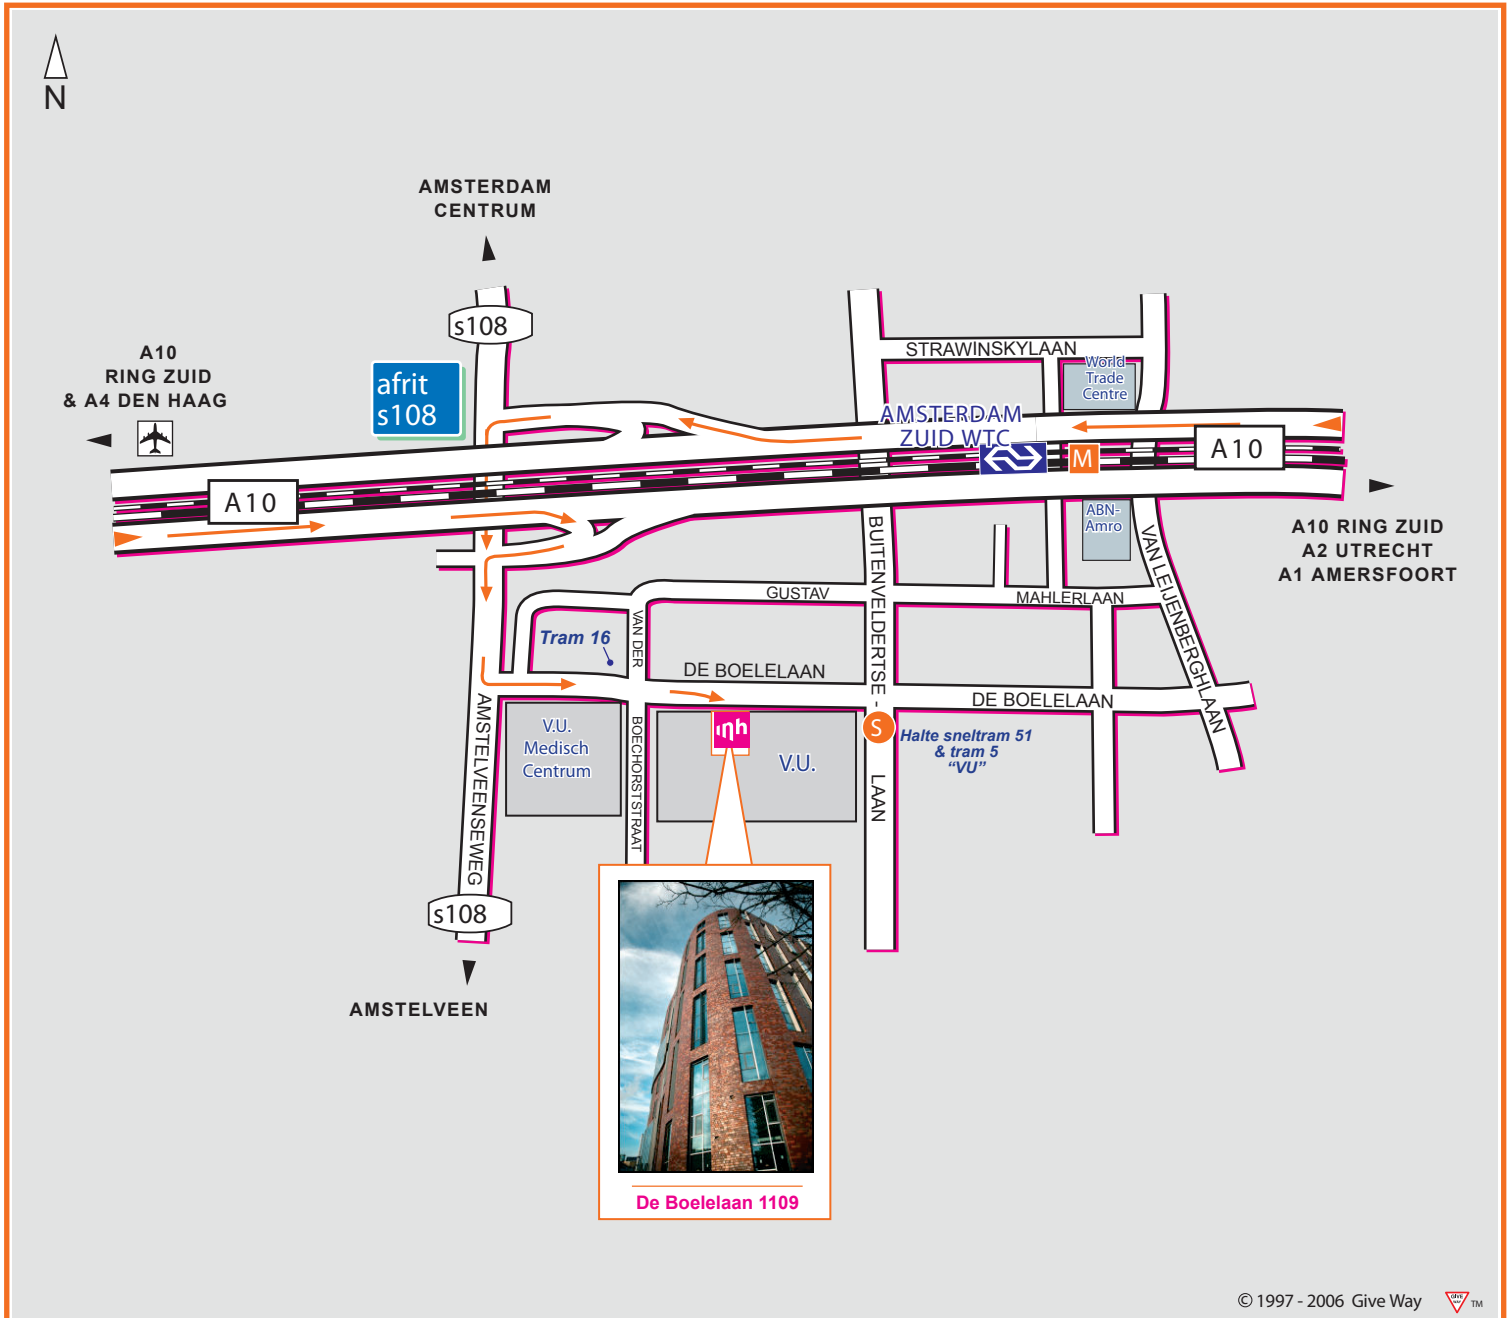 N
AMSTERDAM
CENTRUM
s108
A10
RING ZUID
& A4 DEN HAAG
afrit
s108
STRAWINSKYLAAN
World
Trade
Centre
AMSTERDAM
ZUID WTC
M
A10
A10
ABN-
Amro
A10 RING ZUID
A2 UTRECHT
A1 AMERSFOORT
BUITENVELDERTSE -
LAAN
VAN LEIJENBERGHLAAN
GUSTAV
MAHLERLAAN
Tram 16
VAN DER
BOECHORSTSTRAAT
DE BOELELAAN
DE BOELELAAN
AMSTELVEENSEWEG
V.U.
Medisch
Centrum
inh
V.U.
S
Halte sneltram 51
& tram 5
“VU”
s108
AMSTELVEEN
De Boelelaan 1109
© 1997 - 2006 Give Way
GIVE
WAY
TM